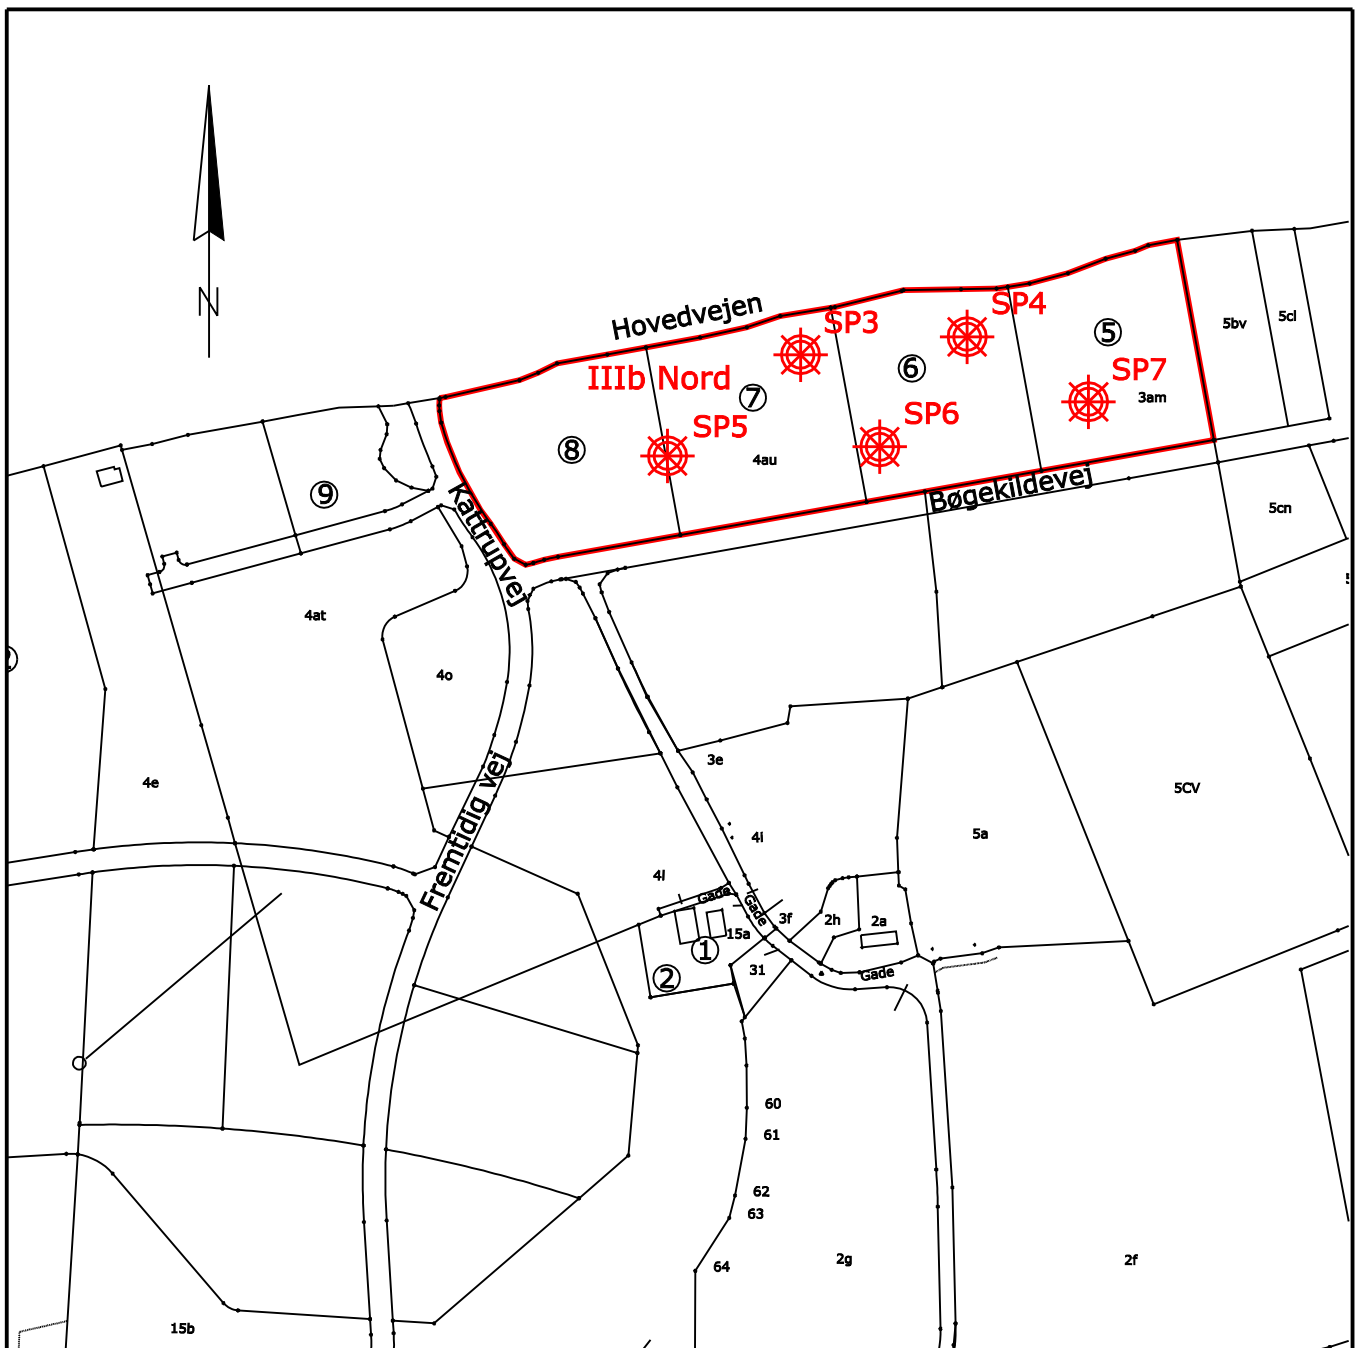 N
Hovedvejen
IIIb Nord
SP3
SP4
SP5
SP6
SP7
5
6
7
8
9
3am
4au
5bv
5cl
5cn
Kattrupvej
Bøgekildevej
4at
4o
4e
Fremtidig vej
3e
4i
5a
5CV
Gade
Gade
3f
2h
2a
15a
1
2
31
Gade
60
61
62
63
64
2g
2f
15b